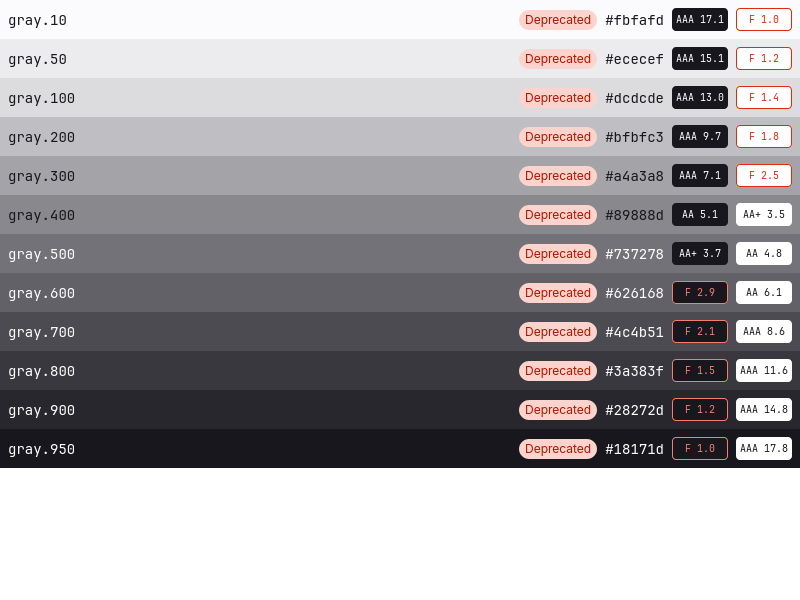 gray.10 Deprecated #fbfafd AAA 17.1 F 1.0
gray.50 Deprecated #ececef AAA 15.1 F 1.2
gray.100 Deprecated #dcdcde AAA 13.0 F 1.4
gray.200 Deprecated #bfbfc3 AAA 9.7 F 1.8
gray.300 Deprecated #a4a3a8 AAA 7.1 F 2.5
gray.400 Deprecated #89888d AA 5.1 AA+ 3.5
gray.500 Deprecated #737278 AA+ 3.7 AA 4.8
gray.600 Deprecated #626168 F 2.9 AA 6.1
gray.700 Deprecated #4c4b51 F 2.1 AAA 8.6
gray.800 Deprecated #3a383f F 1.5 AAA 11.6
gray.900 Deprecated #28272d F 1.2 AAA 14.8
gray.950 Deprecated #18171d F 1.0 AAA 17.8